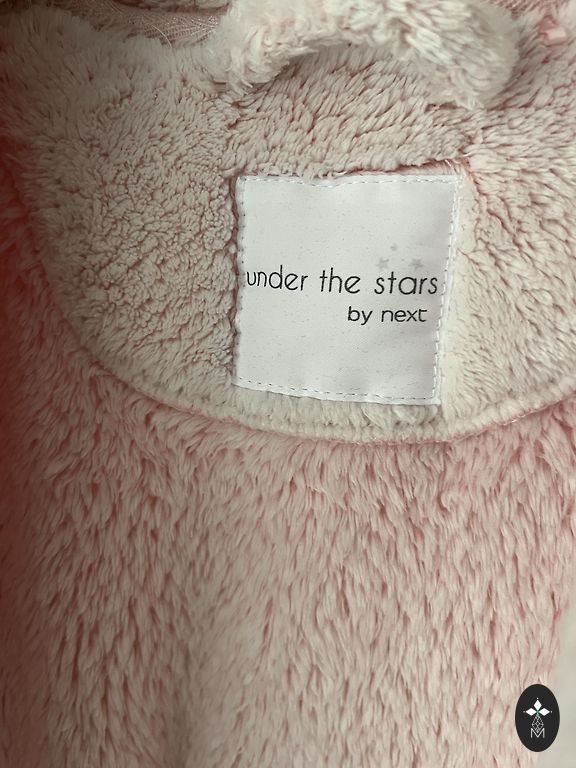 under the stars
by next